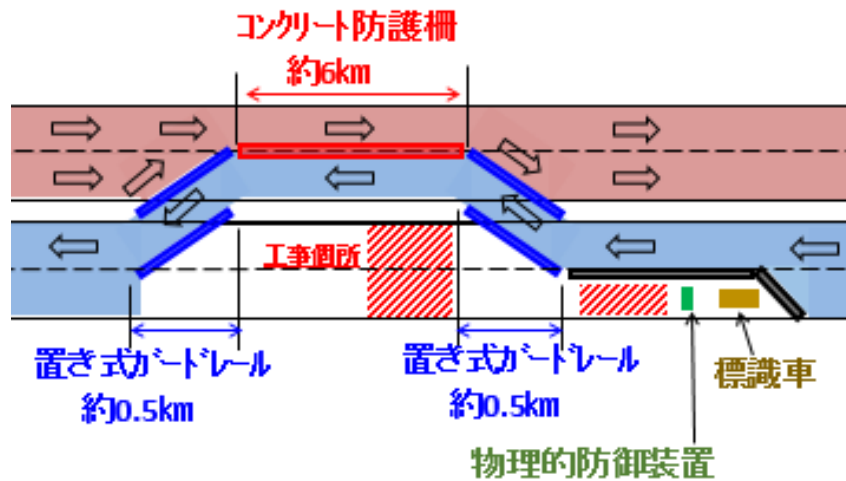 コンクリート防護柵
約6km
工事個所
置き式ガードレール
約0.5km
置き式ガードレール
約0.5km
標識車
物理的防御装置